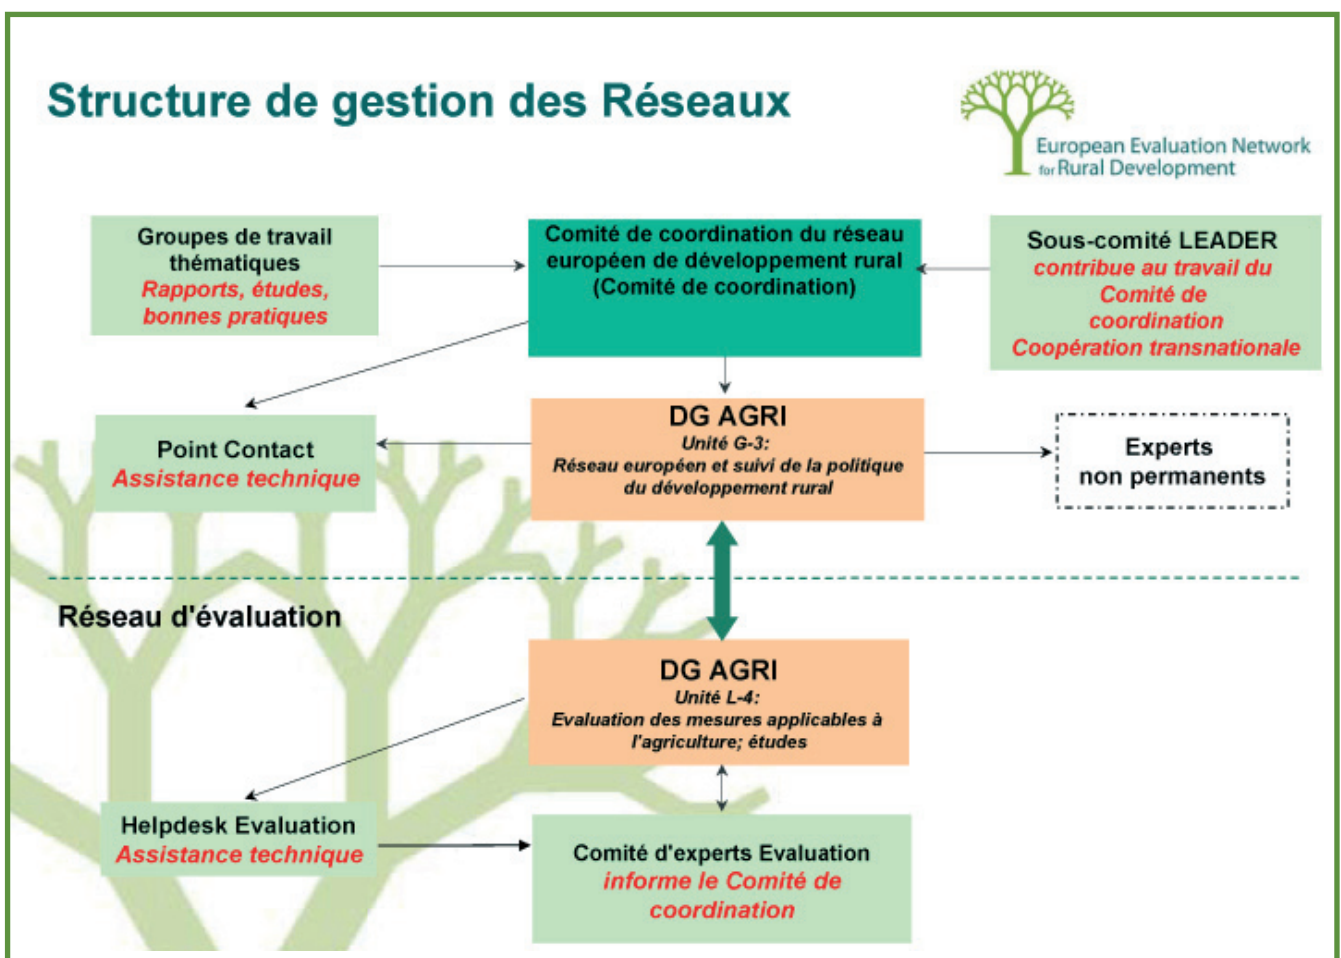 Structure de gestion des Réseaux
European Evaluation Network
for Rural Development
Groupes de travail
thématiques
Rapports, études,
bonnes pratiques
Comité de coordination du réseau
européen de développement rural
(Comité de coordination)
Sous-comité LEADER
contribue au travail du
Comité de
coordination
Coopération transnationale
Point Contact
Assistance technique
DG AGRI
Unité G-3:
Réseau européen et suivi de la politique
du développement rural
Experts
non permanents
Réseau d'évaluation
DG AGRI
Unité L-4:
Evaluation des mesures applicables à
l'agriculture; études
Helpdesk Evaluation
Assistance technique
Comité d'experts Evaluation
informe le Comité de
coordination